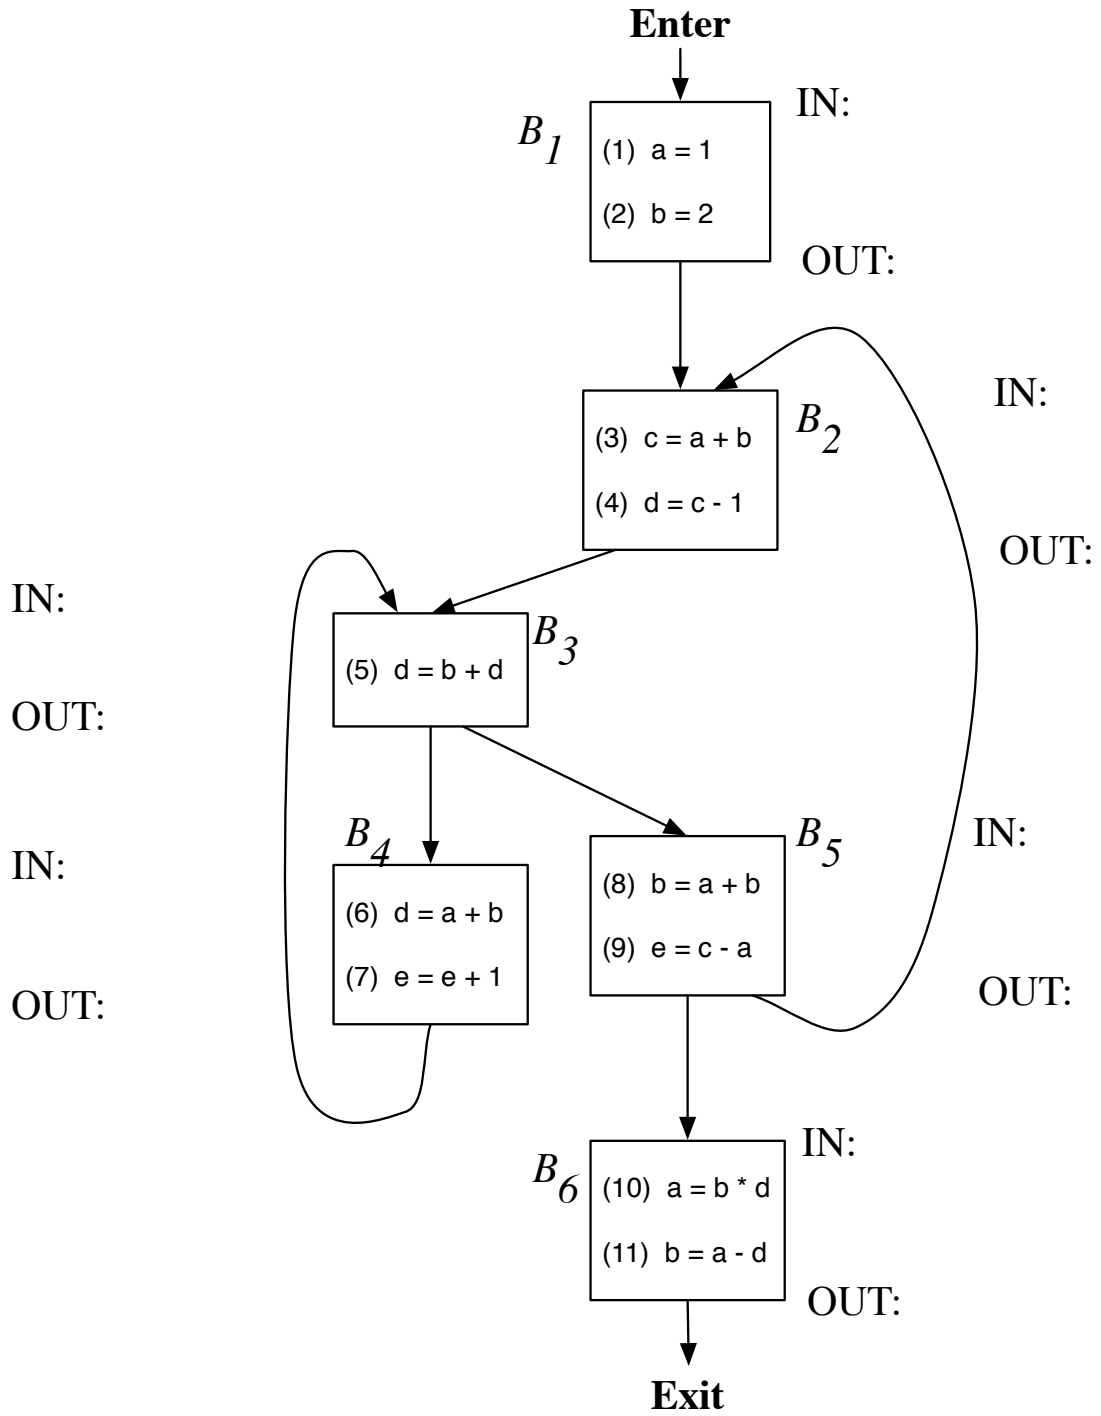 Enter
IN:
B1
(1) a = 1
(2) b = 2
OUT:
IN:
B2
(3) c = a + b
(4) d = c - 1
OUT:
IN:
B3
(5) d = b + d
OUT:
B4
B5
IN:
IN:
(8) b = a + b
(6) d = a + b
(9) e = c - a
(7) e = e + 1
OUT:
OUT:
IN:
B6
(10) a = b * d
(11) b = a - d
OUT:
Exit